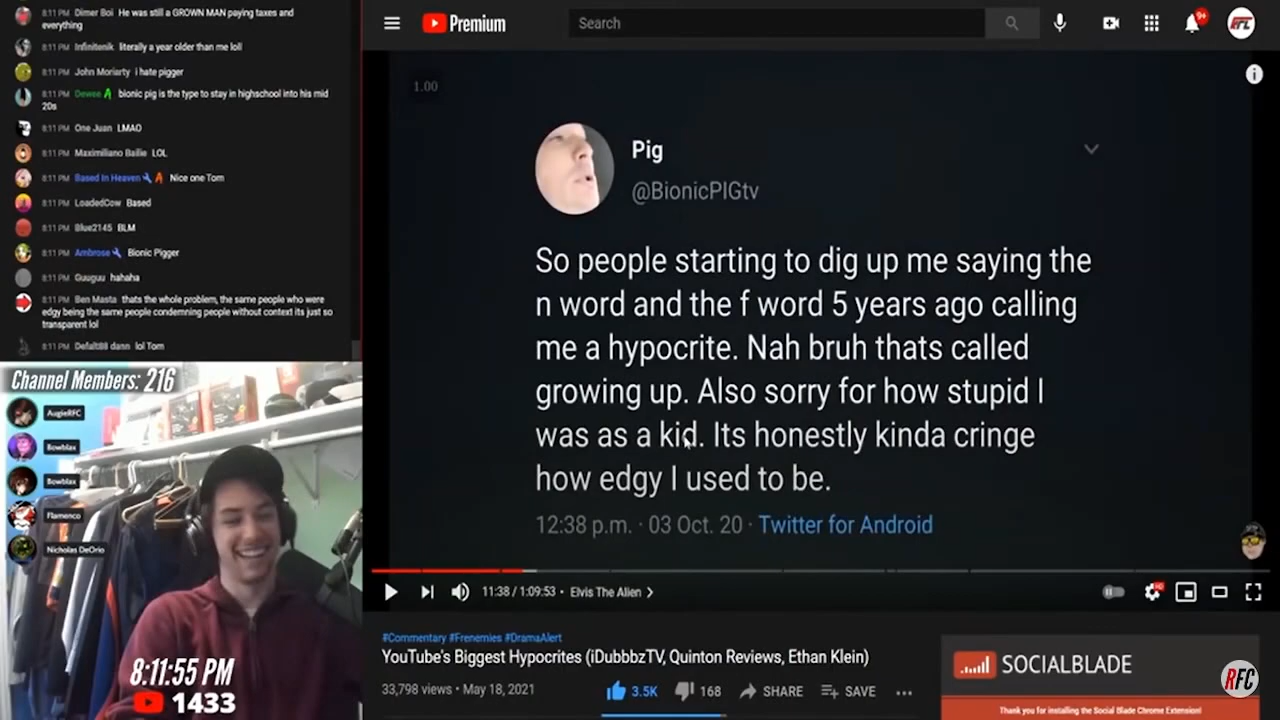 8:11 PM Dimer Boi He was still a GROWN MAN paying taxes and
everything
8:11 PM Infinitenik literally a year older than me loll
8:11 PM John Moriarty i hate pigger
8:11 PM Dewee bionic pig is the type to stay in highschool into his mid
20s
8:11 PM One Juan LMAO
8:11 PM Maximiliano Bailie LOL
8:11 PM Based In Heaven Nice one Tom
8:11 PM LoadedCow Based
8:11 PM Blue2145 BLM
8:11 PM Ambrose Bionic Pigger
8:11 PM Guuguu hahaha
8:11 PM Ben Masta thats the whole problem, the same people who were
edgy being the same people condemning people without context its just so
transparent lol
8:11 PM Defalt88 dann lol Tom
Channel Members: 216
AugieRFC
Bowblax
Bowblax
Flamenco
Nicholas DeOrio
8:11:55 PM
1433
Premium
Search
9+
RFC
1.00
Pig
@BionicPIGtv
So people starting to dig up me saying the
n word and the f word 5 years ago calling
me a hypocrite. Nah bruh thats called
growing up. Also sorry for how stupid I
was as a kid. Its honestly kinda cringe
how edgy I used to be.
12:38 p.m. · 03 Oct. 20 · Twitter for Android
11:38 / 1:09:53 • Elvis The Alien >
HD
#Commentary #Frenemies #DramaAlert
YouTube's Biggest Hypocrites (iDubbbzTV, Quinton Reviews, Ethan Klein)
33,798 views • May 18, 2021
3.5K
168
SHARE
SAVE
SOCIALBLADE
Thank you for installing the Social Blade Chrome Extension!
RFC